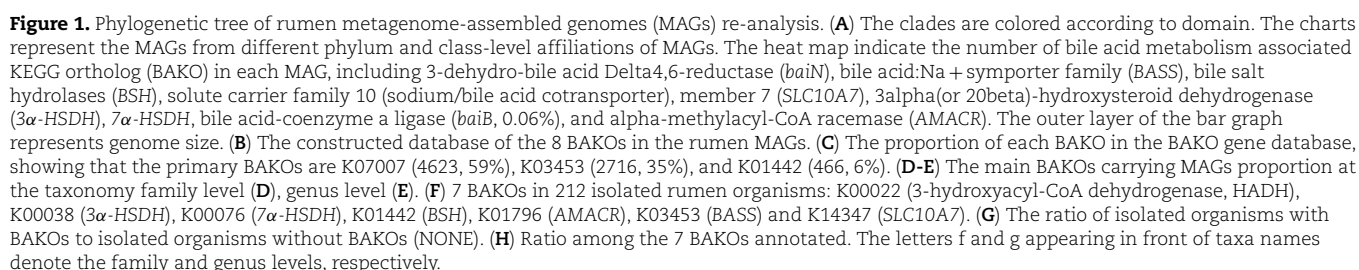 Figure 1. Phylogenetic tree of rumen metagenome-assembled genomes (MAGs) re-analysis. (A) The clades are colored according to domain. The charts
represent the MAGs from different phylum and class-level affiliations of MAGs. The heat map indicate the number of bile acid metabolism associated
KEGG ortholog (BAKO) in each MAG, including 3-dehydro-bile acid Delta4,6-reductase (baiN), bile acid:Na + symporter family (BASS), bile salt
hydrolases (BSH), solute carrier family 10 (sodium/bile acid cotransporter), member 7 (SLC10A7), 3alpha(or 20beta)-hydroxysteroid dehydrogenase
(3α-HSDH), 7α-HSDH, bile acid-coenzyme a ligase (baiB, 0.06%), and alpha-methylacyl-CoA racemase (AMACR). The outer layer of the bar graph
represents genome size. (B) The constructed database of the 8 BAKOs in the rumen MAGs. (C) The proportion of each BAKO in the BAKO gene database,
showing that the primary BAKOs are K07007 (4623, 59%), K03453 (2716, 35%), and K01442 (466, 6%). (D-E) The main BAKOs carrying MAGs proportion at
the taxonomy family level (D), genus level (E). (F) 7 BAKOs in 212 isolated rumen organisms: K00022 (3-hydroxyacyl-CoA dehydrogenase, HADH),
K00038 (3α-HSDH), K00076 (7α-HSDH), K01442 (BSH), K01796 (AMACR), K03453 (BASS) and K14347 (SLC10A7). (G) The ratio of isolated organisms with
BAKOs to isolated organisms without BAKOs (NONE). (H) Ratio among the 7 BAKOs annotated. The letters f and g appearing in front of taxa names
denote the family and genus levels, respectively.